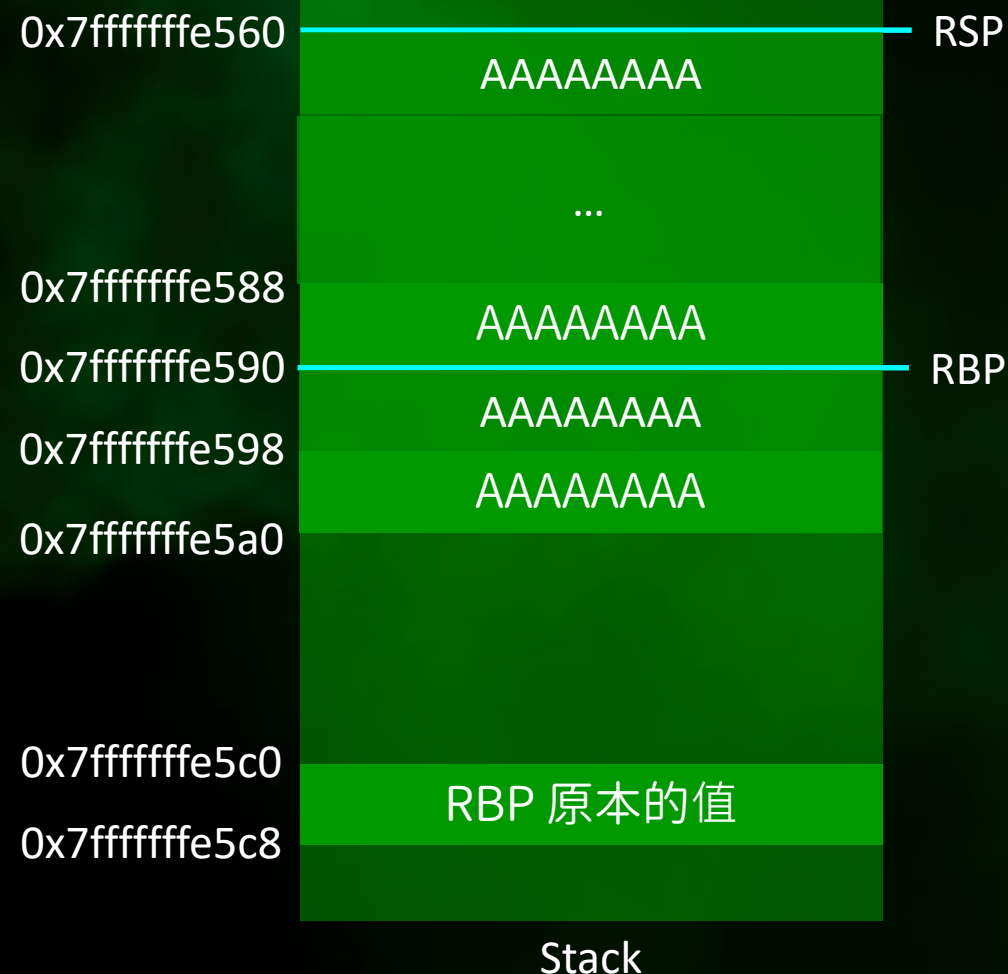 0x7fffffffe560
RSP
AAAAAAAA
...
0x7fffffffe588
AAAAAAAA
0x7fffffffe590
RBP
AAAAAAAA
0x7fffffffe598
AAAAAAAA
0x7fffffffe5a0
0x7fffffffe5c0
RBP 原本的值
0x7fffffffe5c8
Stack